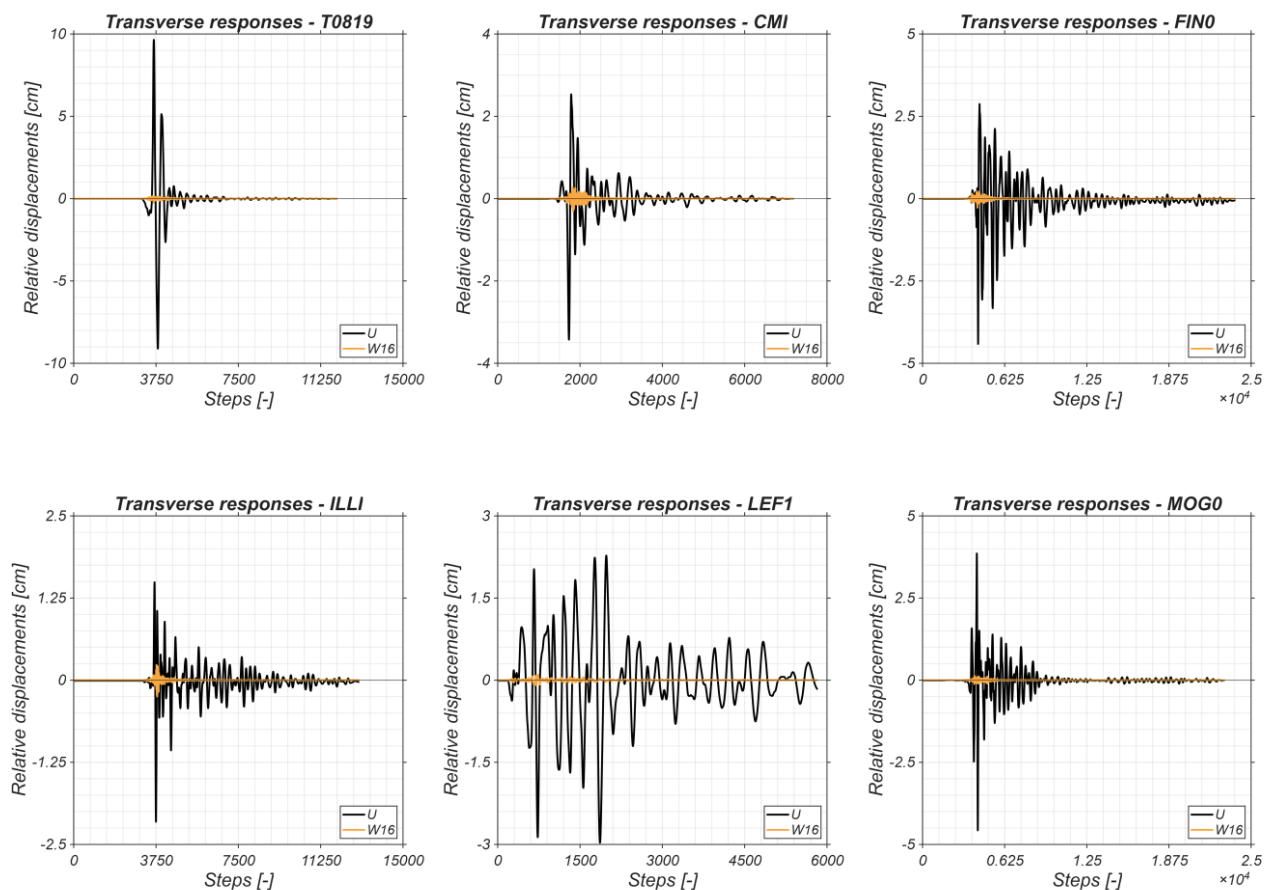 Transverse responses - T0819
Relative displacements [cm]
10
5
0
-5
-10
0 3750 7500 11250 15000
Steps [-]
U
W16
Transverse responses - CMI
Relative displacements [cm]
4
2
0
-2
-4
0 2000 4000 6000 8000
Steps [-]
U
W16
Transverse responses - FIN0
Relative displacements [cm]
5
2.5
0
-2.5
-5
0 0.625 1.25 1.875 2.5
×10⁴
Steps [-]
U
W16
Transverse responses - ILLI
Relative displacements [cm]
2.5
1.25
0
-1.25
-2.5
0 3750 7500 11250 15000
Steps [-]
U
W16
Transverse responses - LEF1
Relative displacements [cm]
3
1.5
0
-1.5
-3
0 1500 3000 4500 6000
Steps [-]
U
W16
Transverse responses - MOG0
Relative displacements [cm]
5
2.5
0
-2.5
-5
0 0.625 1.25 1.875 2.5
×10⁴
Steps [-]
U
W16